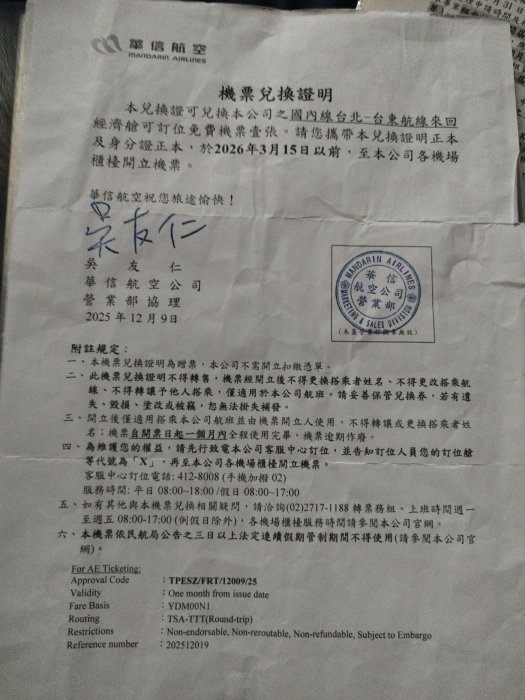 華信航空
MANDARIN AIRLINES
機票兌換證明
本兌換證可兌換本公司之國內線台北-台東航線來回
經濟艙可訂位免費機票壹張。請您攜帶本兌換證明正本
及身分證正本，於2026年3月15日以前，至本公司各機場
櫃檯開立機票。
華信航空祝您旅途愉快！
吳友仁
吳 友 仁
華信航空公司
營業部協理
2025 年 12 月 9 日
MANDARIN AIRLINES
華 信
航空公司
營業部
MARKETING & SALES DIVISION
(未蓋營業部戳章無效)
附註規定：
一、本機票兌換證明為贈票，本公司不需開立扣繳憑單。
二、此機票兌換證明不得轉售，機票經開立後不得更換搭乘者姓名、不得更改搭乘航
線、不得轉讓予他人搭乘，僅適用於本公司航班。請妥善保管兌換券，若有遺
失、毀損、塗改或被竊，恕無法掛失補發。
三、開立後僅適用搭乘本公司航班並由機票開立人使用，不得轉讓或更換搭乘者姓
名；機票自開票日起一個月內全程使用完畢，機票逾期作廢。
四、為維護您的權益，請先行致電本公司客服中心訂位，並告知訂位人員您的訂位艙
等代號為「X」，再至本公司各機場櫃檯開立機票。
客服中心訂位電話: 412-8008 (手機加撥 02)
服務時間: 平日 08:00~18:00 /假日 08:00~17:00
五、如有其他與本機票兌換相關疑問，請洽詢(02)2717-1188 轉票務組。上班時間週一
至週五 08:00-17:00 (例假日除外)，各機場櫃檯服務時間請參閱本公司官網。
六、本機票依民航局公告之三日以上法定連續假期管制期間不得使用(請參閱本公司官
網)。
For AE Ticketing:
Approval Code : TPESZ/FRT/12009/25
Validity : One month from issue date
Fare Basis : YDM00N1
Routing : TSA-TTT(Round-trip)
Restrictions : Non-endorsable, Non-reroutable, Non-refundable, Subject to Embargo
Reference number : 202512019